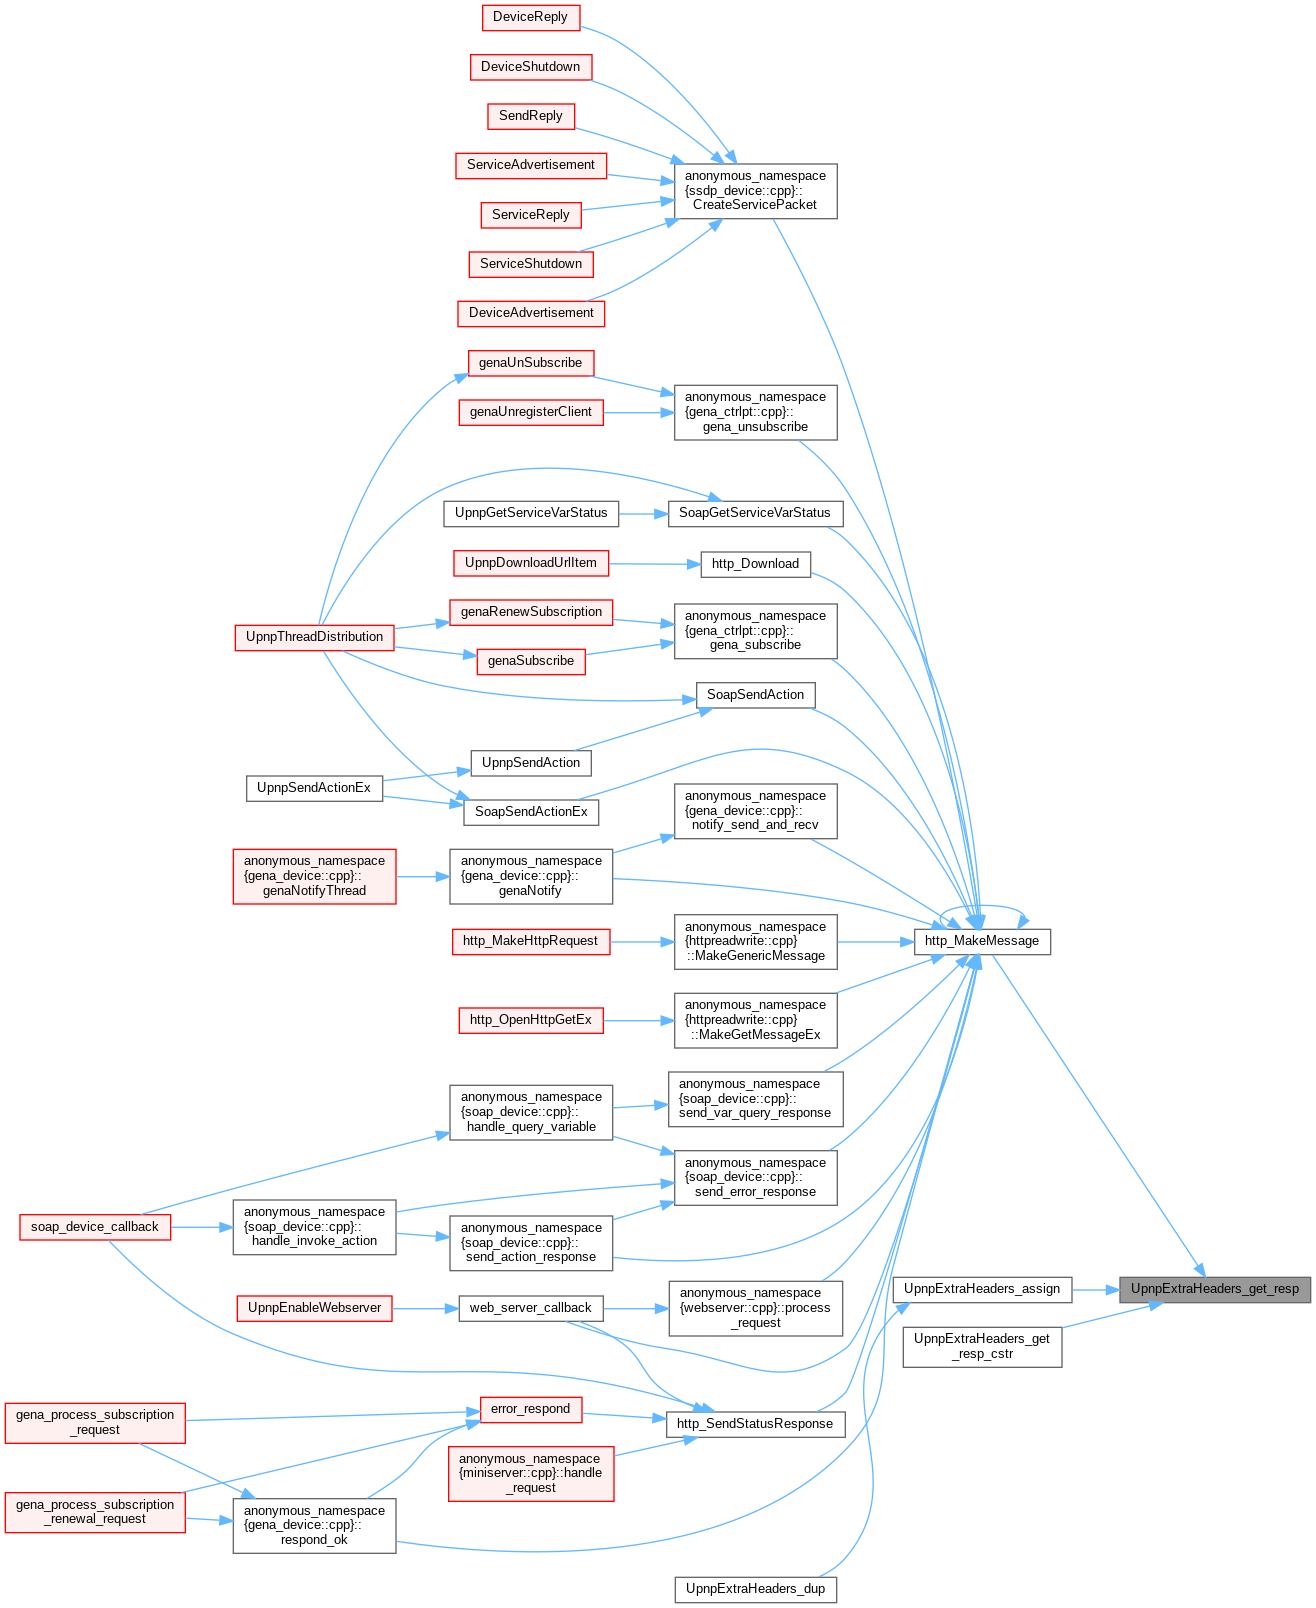 DeviceReply
DeviceShutdown
SendReply
ServiceAdvertisement
ServiceReply
ServiceShutdown
DeviceAdvertisement
anonymous_namespace
{ssdp_device::cpp}::
CreateServicePacket
genaUnSubscribe
genaUnregisterClient
anonymous_namespace
{gena_ctrlpt::cpp}::
gena_unsubscribe
UpnpGetServiceVarStatus
SoapGetServiceVarStatus
UpnpDownloadUrlItem
http_Download
UpnpThreadDistribution
genaRenewSubscription
genaSubscribe
anonymous_namespace
{gena_ctrlpt::cpp}::
gena_subscribe
SoapSendAction
UpnpSendAction
UpnpSendActionEx
SoapSendActionEx
anonymous_namespace
{gena_device::cpp}::
notify_send_and_recv
anonymous_namespace
{gena_device::cpp}::
genaNotifyThread
anonymous_namespace
{gena_device::cpp}::
genaNotify
http_MakeHttpRequest
anonymous_namespace
{httpreadwrite::cpp}
::MakeGenericMessage
http_MakeMessage
http_OpenHttpGetEx
anonymous_namespace
{httpreadwrite::cpp}
::MakeGetMessageEx
anonymous_namespace
{soap_device::cpp}::
handle_query_variable
anonymous_namespace
{soap_device::cpp}::
send_var_query_response
anonymous_namespace
{soap_device::cpp}::
send_error_response
soap_device_callback
anonymous_namespace
{soap_device::cpp}::
handle_invoke_action
anonymous_namespace
{soap_device::cpp}::
send_action_response
UpnpExtraHeaders_assign
UpnpExtraHeaders_get_resp
UpnpEnableWebserver
web_server_callback
anonymous_namespace
{webserver::cpp}::process
_request
UpnpExtraHeaders_get
_resp_cstr
gena_process_subscription
_request
error_respond
http_SendStatusResponse
anonymous_namespace
{miniserver::cpp}::handle
_request
gena_process_subscription
_renewal_request
anonymous_namespace
{gena_device::cpp}::
respond_ok
UpnpExtraHeaders_dup